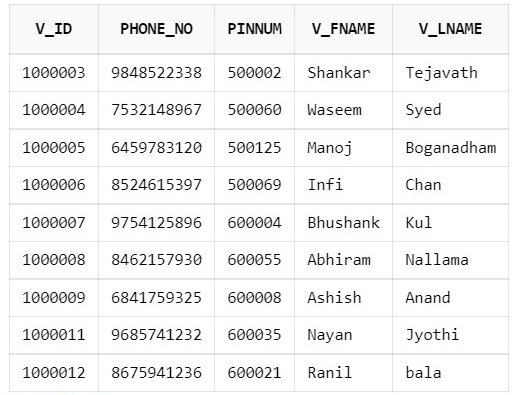 V_ID PHONE_NO PINNUM V_FNAME V_LNAME
1000003 9848522338 500002 Shankar Tejavath
1000004 7532148967 500060 Waseem Syed
1000005 6459783120 500125 Manoj Boganadham
1000006 8524615397 500069 Infi Chan
1000007 9754125896 600004 Bhushank Kul
1000008 8462157930 600055 Abhiram Nallama
1000009 6841759325 600008 Ashish Anand
1000011 9685741232 600035 Nayan Jyothi
1000012 8675941236 600021 Ranil bala